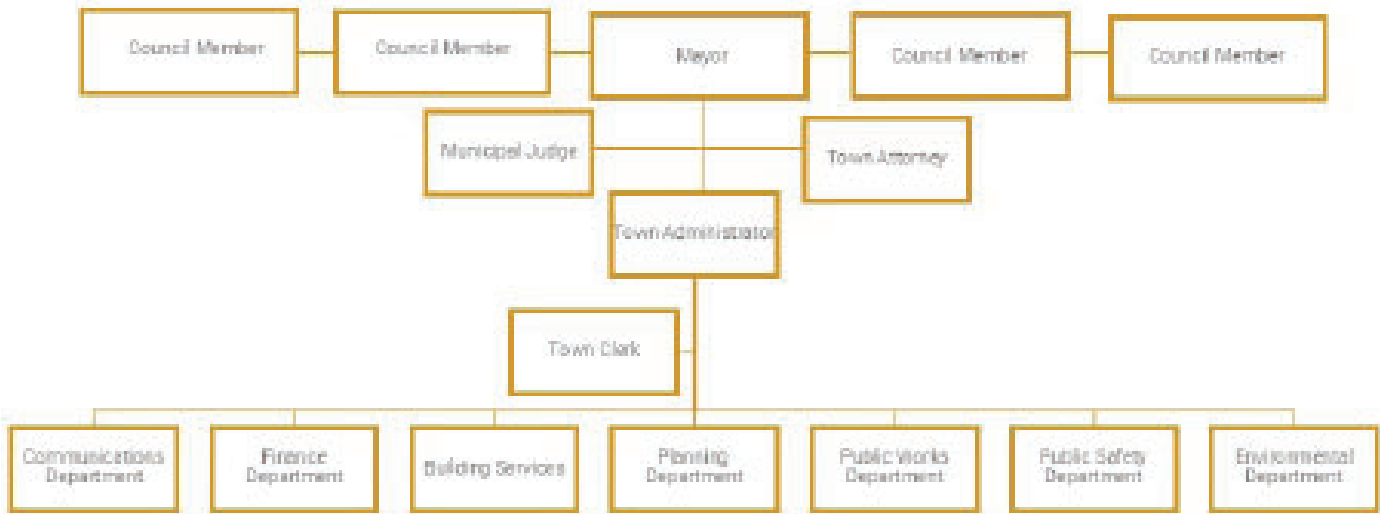 Council Member
Council Member
Mayor
Council Member
Council Member
Municipal Judge
Town Attorney
Town Administrator
Town Clerk
Communications
Department
Finance
Department
Building Services
Planning
Department
Public Works
Department
Public Safety
Department
Environmental
Department